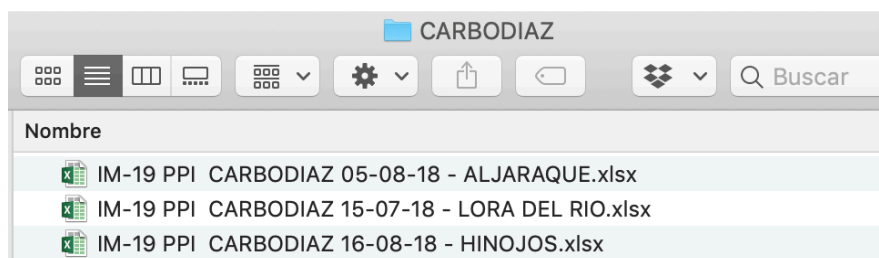 CARBODIAZ
Buscar
Nombre
IM-19 PPI  CARBODIAZ 05-08-18 - ALJARAQUE.xlsx
IM-19 PPI  CARBODIAZ 15-07-18 - LORA DEL RIO.xlsx
IM-19 PPI  CARBODIAZ 16-08-18 - HINOJOS.xlsx